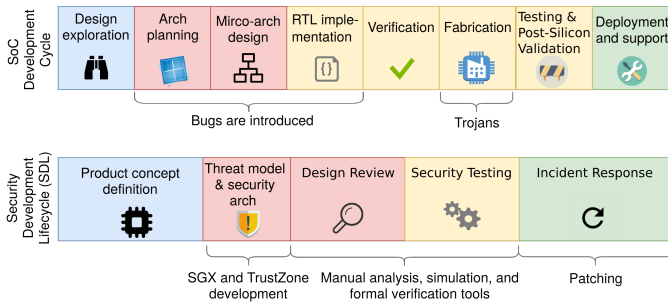 SoC
Development
Cycle
Design
exploration
Arch
planning
Mirco-arch
design
RTL imple-
mentation
{}
Verification
Fabrication
Testing &
Post-Silicon
Validation
Deployment
and support
Bugs are introduced
Trojans
Security
Development
Lifecycle (SDL)
Product concept
definition
Threat model
& security
arch
Design Review
Security Testing
Incident Response
SGX and TrustZone
development
Manual analysis, simulation, and
formal verification tools
Patching